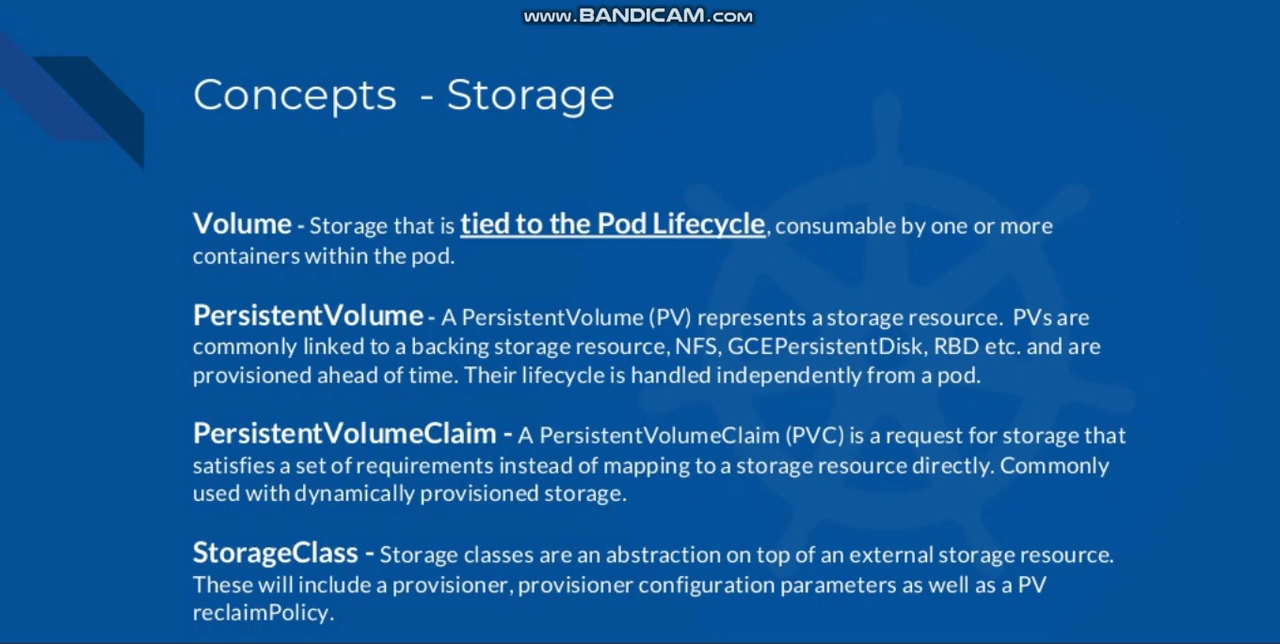 www.BANDICAM.com
Concepts - Storage
Volume - Storage that is tied to the Pod Lifecycle, consumable by one or more
containers within the pod.
PersistentVolume - A PersistentVolume (PV) represents a storage resource. PVs are
commonly linked to a backing storage resource, NFS, GCEPersistentDisk, RBD etc. and are
provisioned ahead of time. Their lifecycle is handled independently from a pod.
PersistentVolumeClaim - A PersistentVolumeClaim (PVC) is a request for storage that
satisfies a set of requirements instead of mapping to a storage resource directly. Commonly
used with dynamically provisioned storage.
StorageClass - Storage classes are an abstraction on top of an external storage resource.
These will include a provisioner, provisioner configuration parameters as well as a PV
reclaimPolicy.